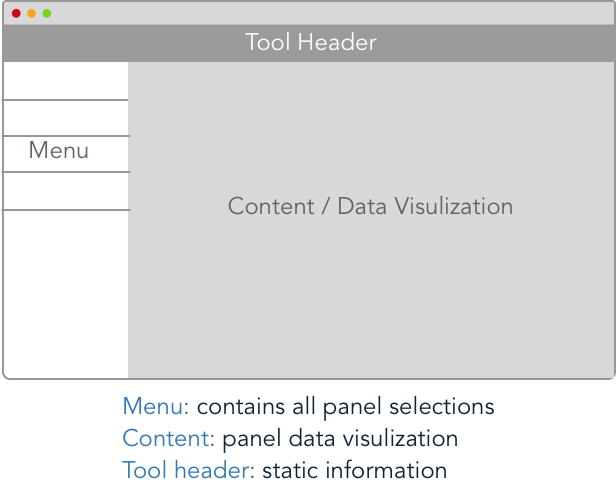 Tool Header
Menu
Content / Data Visulization
Menu: contains all panel selections
Content: panel data visulization
Tool header: static information